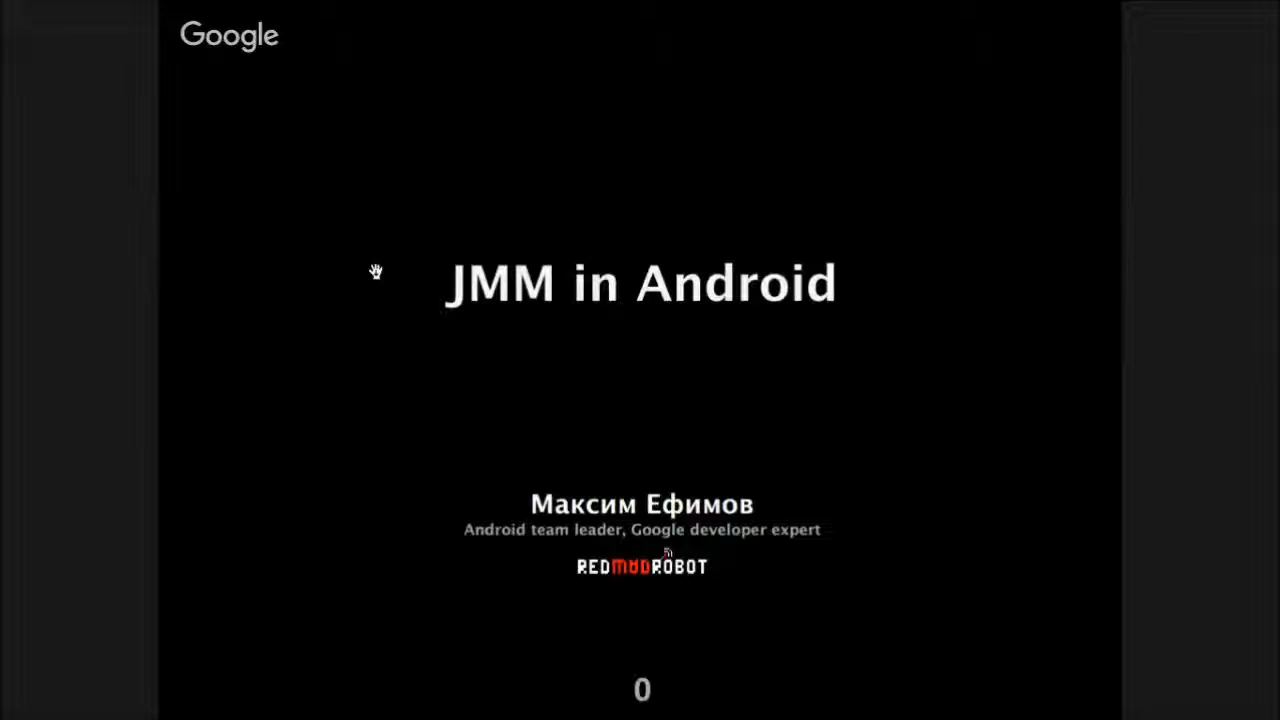 Google
JMM in Android
Максим Ефимов
Android team leader, Google developer expert
REDMADROBOT
0